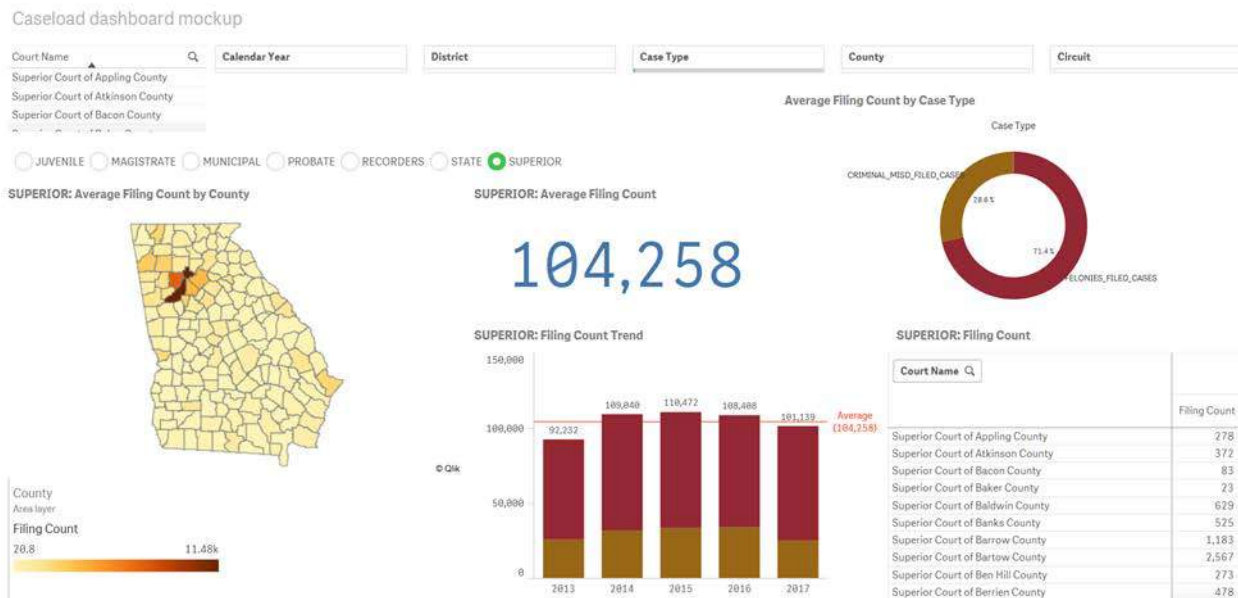 Caseload dashboard mockup
Court Name
Calendar Year
District
Case Type
County
Circuit
Superior Court of Appling County
Superior Court of Atkinson County
Superior Court of Bacon County
Average Filing Count by Case Type
Case Type
JUVENILE MAGISTRATE MUNICIPAL PROBATE RECORDERS STATE SUPERIOR
CRIMINAL_MISD_FILED_CASES
28.6 %
71.4 %
FELONIES_FILED_CASES
SUPERIOR: Average Filing Count by County
© Qlik
County
Area layer
Filing Count
20.8 11.48k
SUPERIOR: Average Filing Count
104,258
SUPERIOR: Filing Count Trend
150,000
100,000
50,000
0
92,232
109,040
110,472
108,408
101,139
Average
(104,258)
2013 2014 2015 2016 2017
SUPERIOR: Filing Count
Court Name
Filing Count
Superior Court of Appling County 278
Superior Court of Atkinson County 372
Superior Court of Bacon County 83
Superior Court of Baker County 23
Superior Court of Baldwin County 629
Superior Court of Banks County 525
Superior Court of Barrow County 1,183
Superior Court of Bartow County 2,567
Superior Court of Ben Hill County 273
Superior Court of Berrien County 478